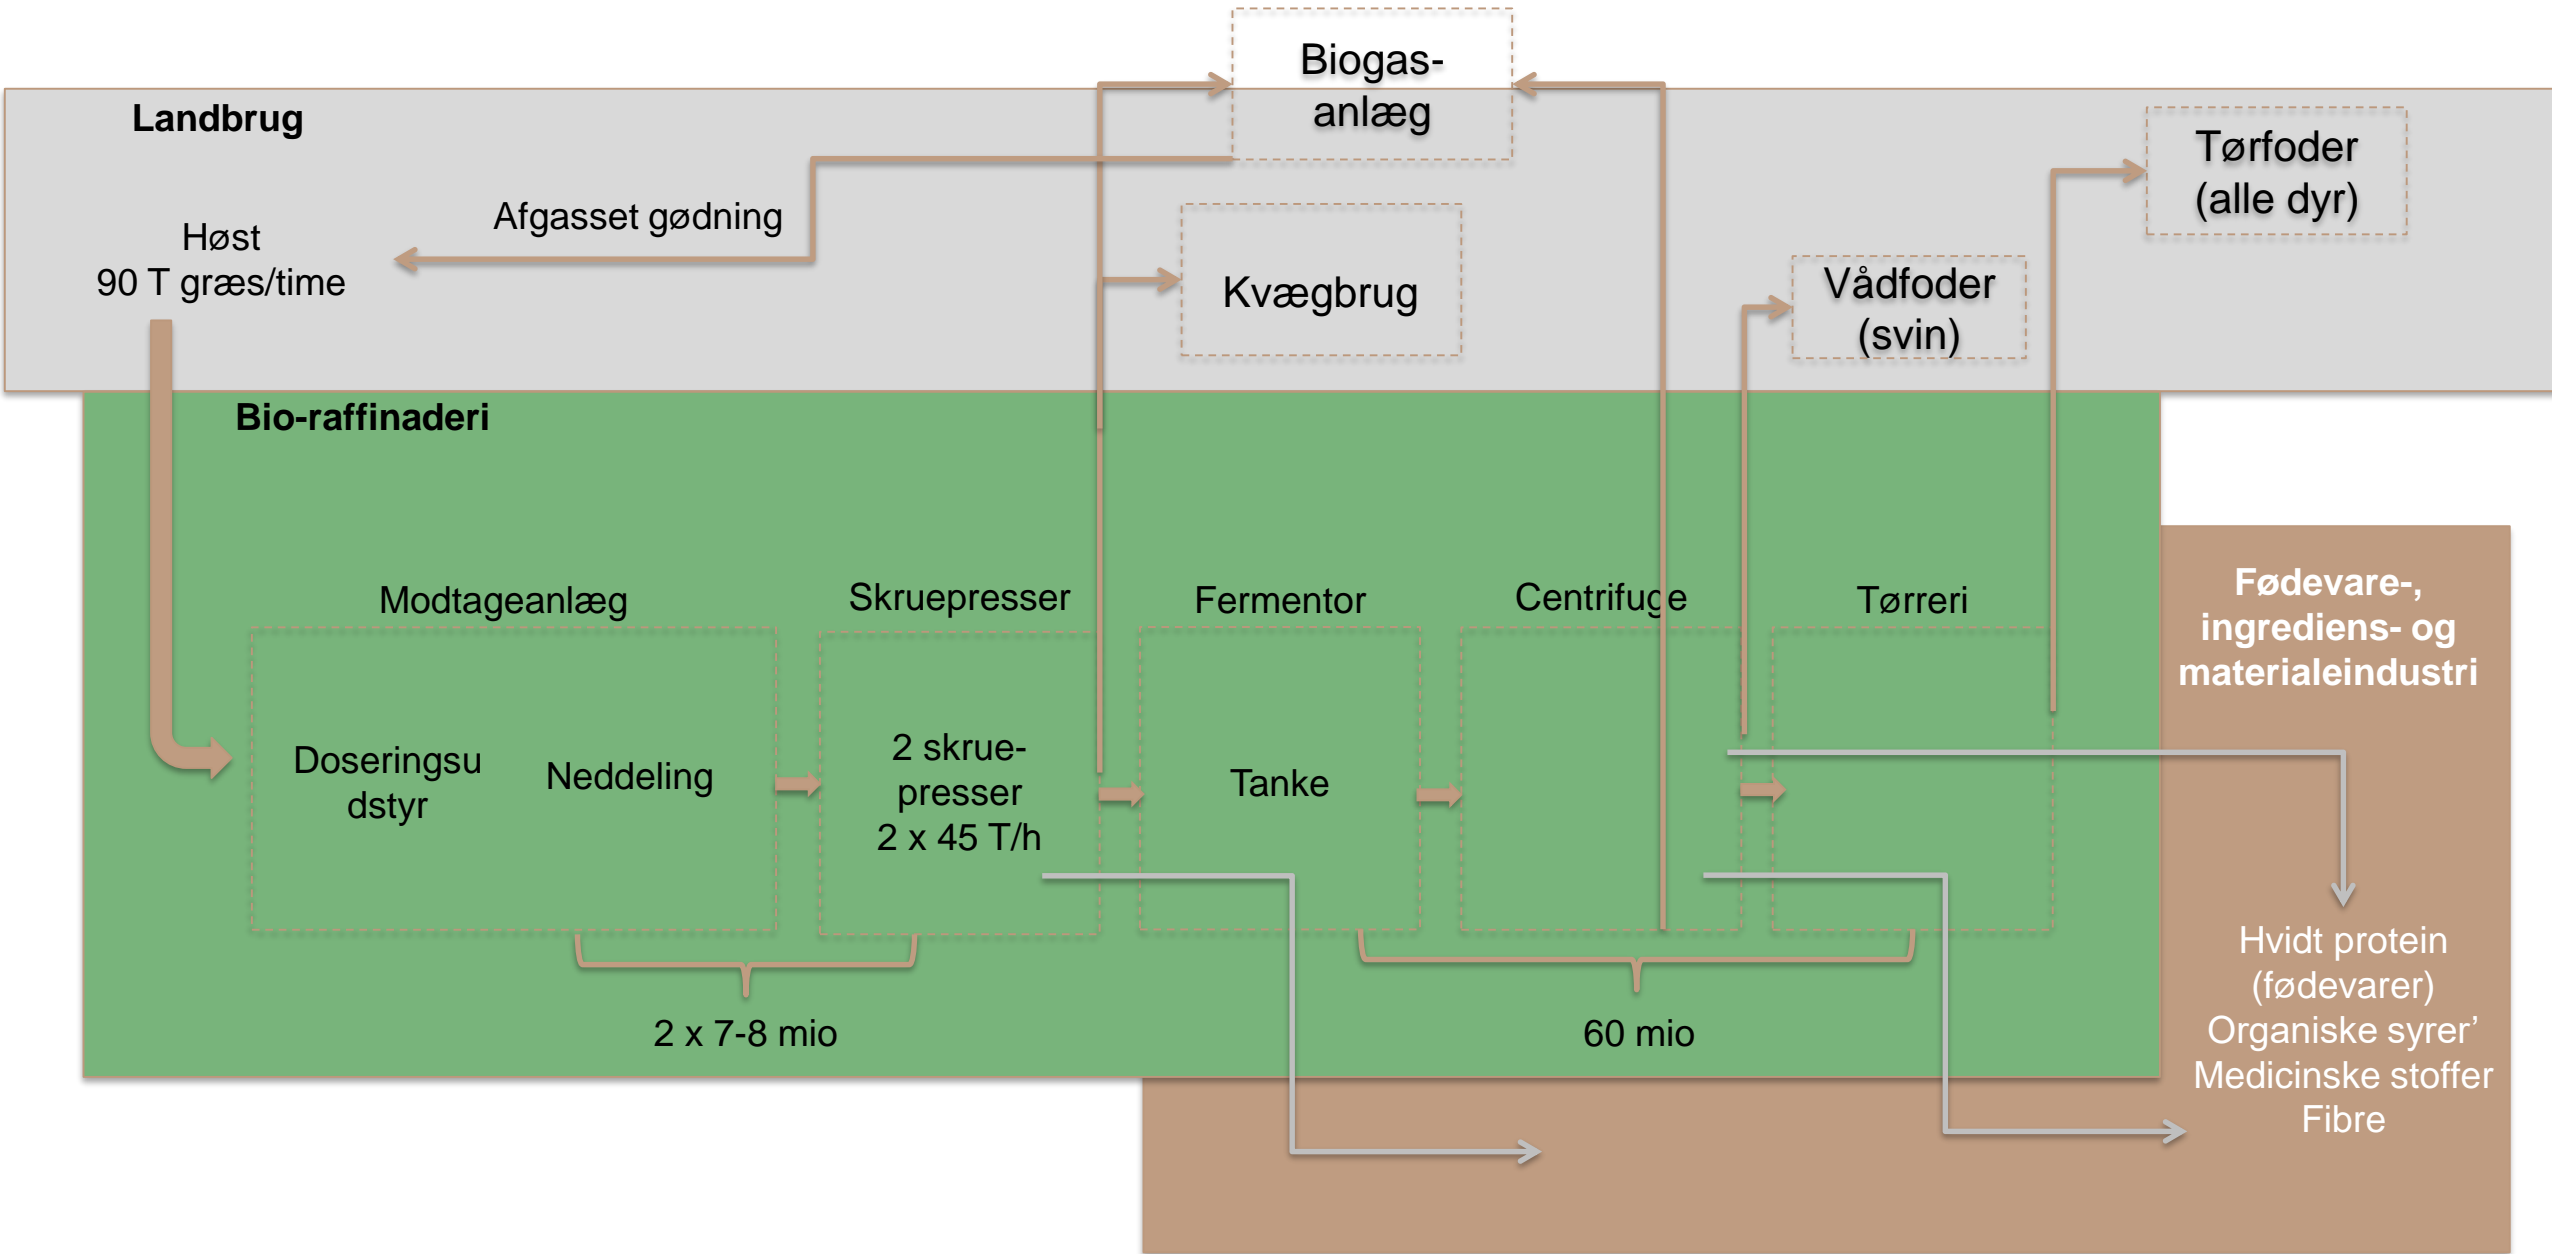 Biogas-
anlæg
Landbrug
Tørfoder
(alle dyr)
Afgasset gødning
Høst
90 T græs/time
Kvægbrug
Vådfoder
(svin)
Bio-raffinaderi
Modtageanlæg
Skruepresser
Fermentor
Centrifuge
Tørreri
Fødevare-,
ingrediens- og
materialeindustri
Doseringsu
dstyr
Neddeling
2 skrue-
presser
2 x 45 T/h
Tanke
Hvidt protein
(fødevarer)
Organiske syrer’
Medicinske stoffer
Fibre
2 x 7-8 mio
60 mio